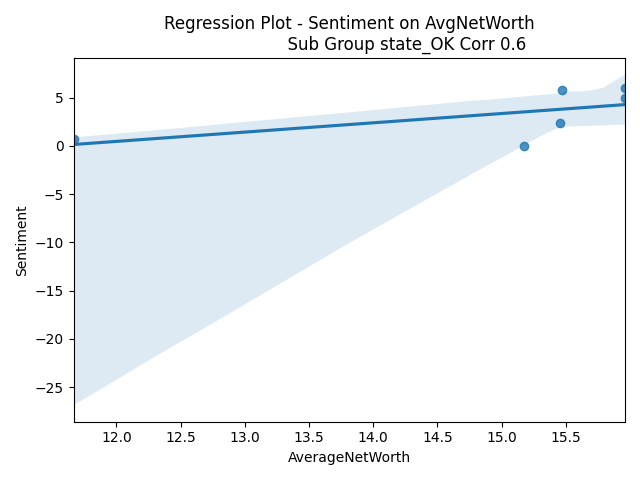 Regression Plot - Sentiment on AvgNetWorth
Sub Group state_OK Corr 0.6
5
0
−5
−10
−15
−20
−25
Sentiment
12.0 12.5 13.0 13.5 14.0 14.5 15.0 15.5
AverageNetWorth